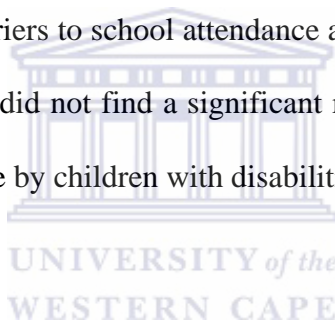 riers to school attendance a
did not find a significant
e by children with disabilit
UNIVERSITY of the
WESTERN CAPE